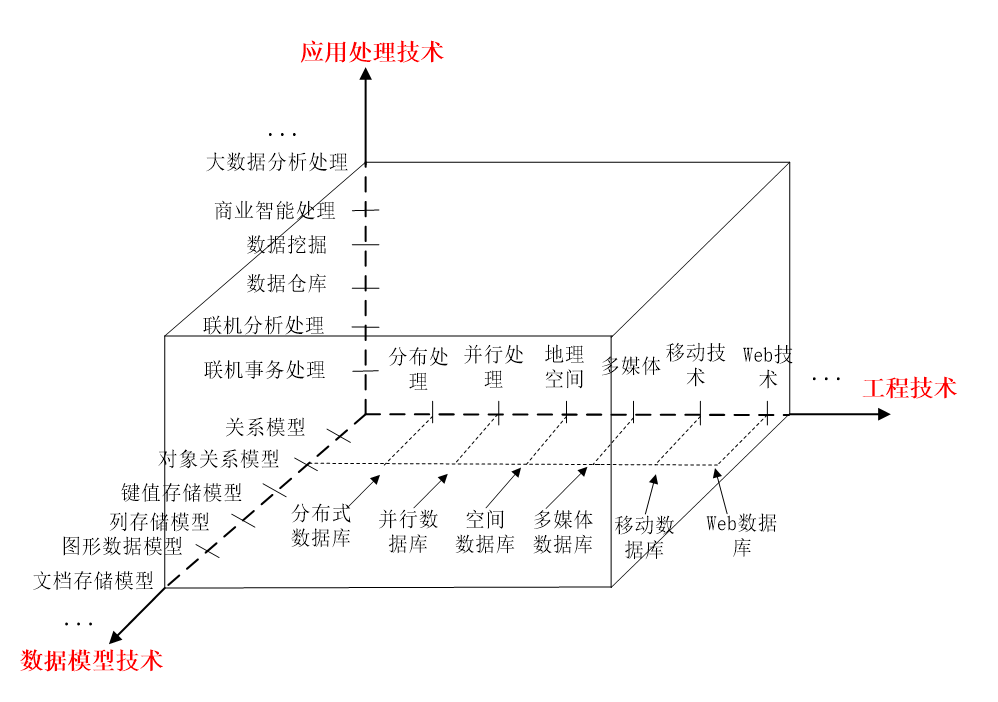 应用处理技术
...
大数据分析处理
商业智能处理
数据挖掘
数据仓库
联机分析处理
联机事务处理
分布处
理
并行处
理
地理
空间
多媒体
移动技
术
Web技
术
...
工程技术
关系模型
对象关系模型
键值存储模型
列存储模型
图形数据模型
文档存储模型
...
数据模型技术
分布式
数据库
并行数
据库
空间
数据库
多媒体
数据库
移动数
据库
Web数据
库